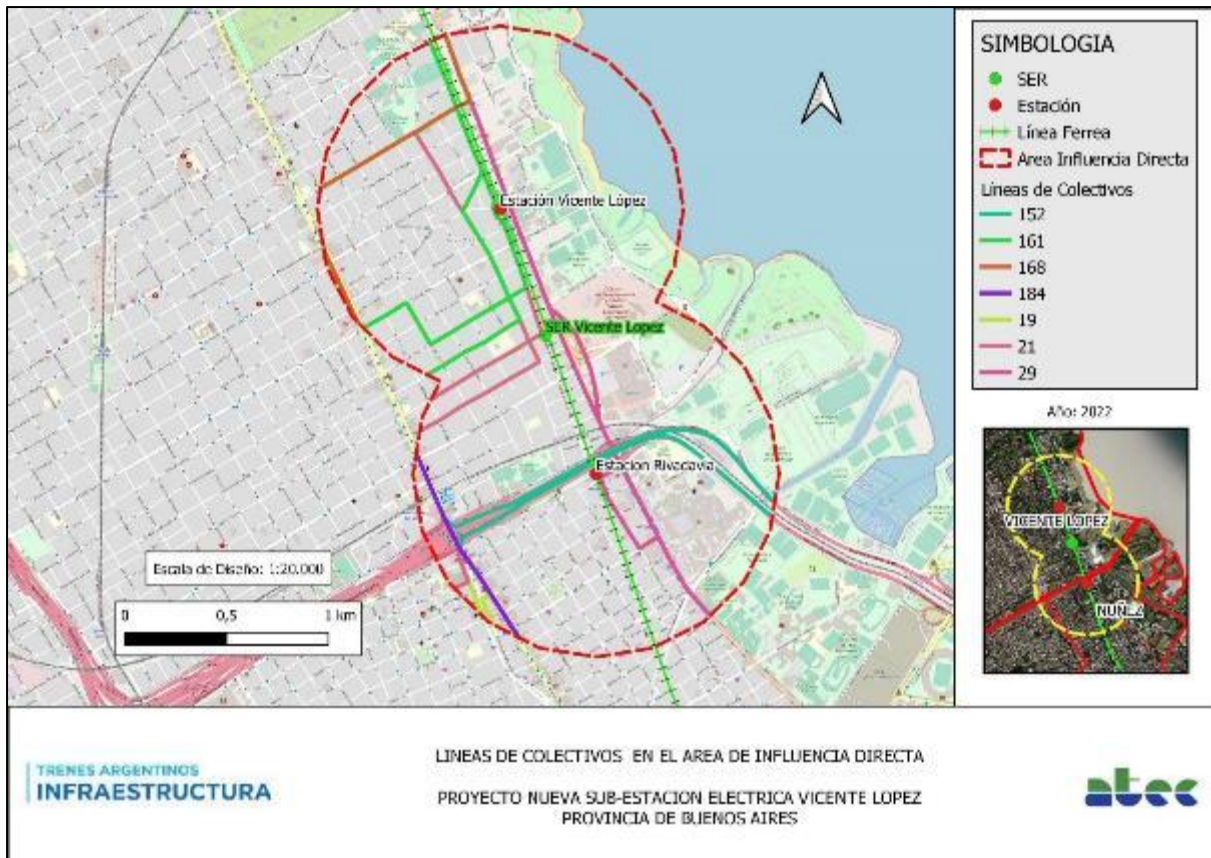 Estación Vicente López
SER Vicente Lopez
Estacion Rivadavia
Escala de Diseño: 1:20.000
0 0,5 1 km
SIMBOLOGIA
SER
Estación
Línea Ferrea
Area Influencia Directa
Líneas de Colectivos
152
161
168
184
19
21
29
Año: 2022
VICENTE LOPEZ
NUÑEZ
TRENES ARGENTINOS
INFRAESTRUCTURA
LINEAS DE COLECTIVOS EN EL AREA DE INFLUENCIA DIRECTA
PROYECTO NUEVA SUB-ESTACION ELECTRICA VICENTE LOPEZ
PROVINCIA DE BUENOS AIRES
atec